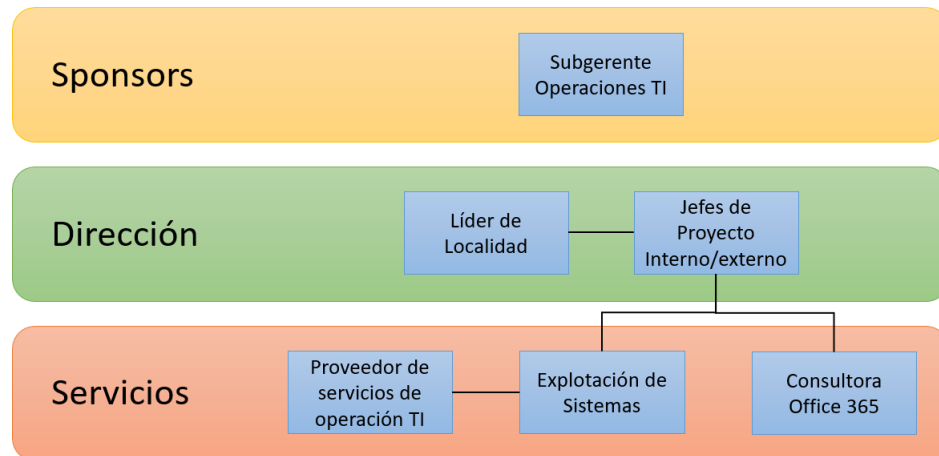 Sponsors
Subgerente
Operaciones TI
Dirección
Líder de
Localidad
Jefes de
Proyecto
Interno/externo
Servicios
Proveedor de
servicios de
operación TI
Explotación de
Sistemas
Consultora
Office 365